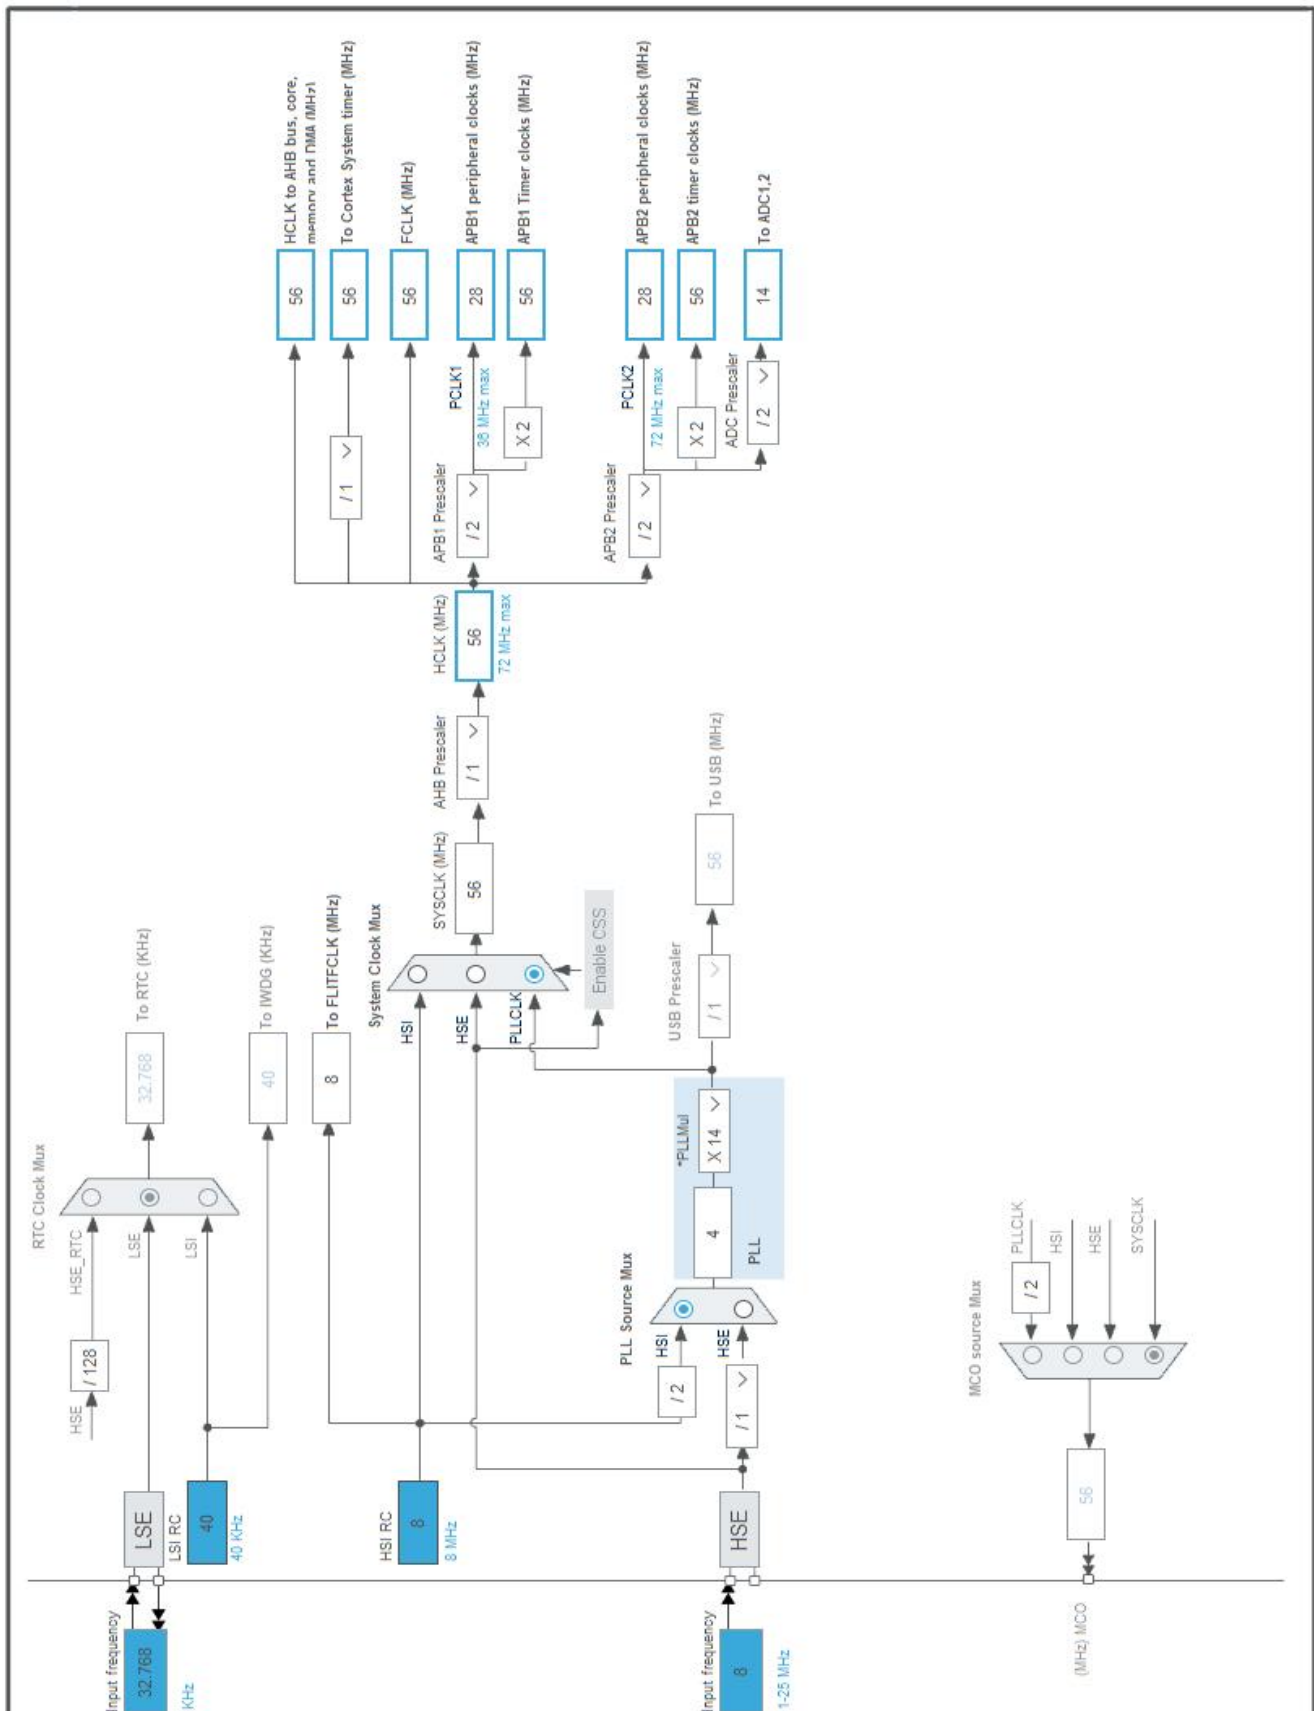 RTC Clock Mux
HSE
/ 128
HSE_RTC
Input frequency
32.768
KHz
LSE
LSE
32.768
To RTC (KHz)
LSI RC
40
40 KHz
LSI
40
To IWDG (KHz)
8
To FLITFCLK (MHz)
HSI RC
8
8 MHz
System Clock Mux
HSI
HSE
PLLCLK
SYSCLK (MHz)
56
AHB Prescaler
/ 1
HCLK (MHz)
56
72 MHz max
Enable CSS
56
HCLK to AHB bus, core,
memory and DMA (MHz)
/ 1
56
To Cortex System timer (MHz)
56
FCLK (MHz)
APB1 Prescaler
/ 2
PCLK1
36 MHz max
28
APB1 peripheral clocks (MHz)
X 2
56
APB1 Timer clocks (MHz)
APB2 Prescaler
/ 2
PCLK2
72 MHz max
28
APB2 peripheral clocks (MHz)
X 2
56
APB2 timer clocks (MHz)
ADC Prescaler
/ 2
14
To ADC1,2
PLL Source Mux
/ 2
HSI
HSE
Input frequency
8
1-25 MHz
HSE
/ 1
4
*PLLMul
X 14
PLL
USB Prescaler
/ 1
56
To USB (MHz)
MCO source Mux
/ 2
PLLCLK
HSI
HSE
SYSCLK
56
(MHz) MCO